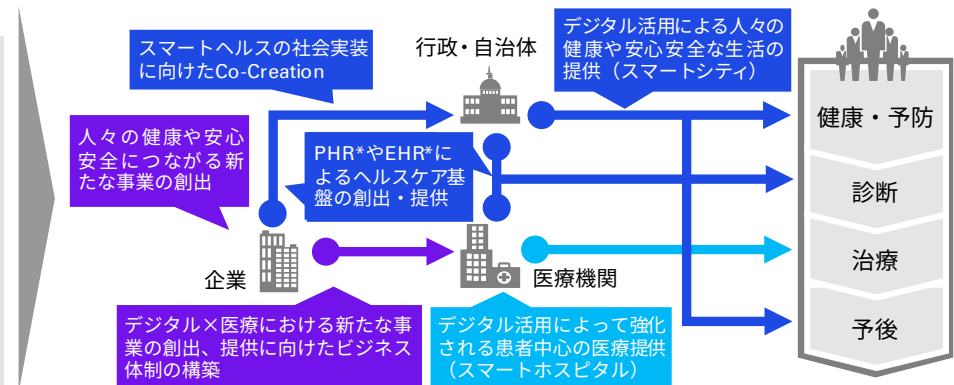 スマートヘルスの社会実装
に向けたCo-Creation
行政・自治体
デジタル活用による人々の
健康や安心安全な生活の
提供（スマートシティ）
人々の健康や安心
安全につながる新
たな事業の創出
PHR*やEHR*に
よるヘルスケア基
盤の創出・提供
企業
医療機関
デジタル×医療における新たな事
業の創出、提供に向けたビジネス
体制の構築
デジタル活用によって強化
される患者中心の医療提供
（スマートホスピタル）
健康・予防
診断
治療
予後